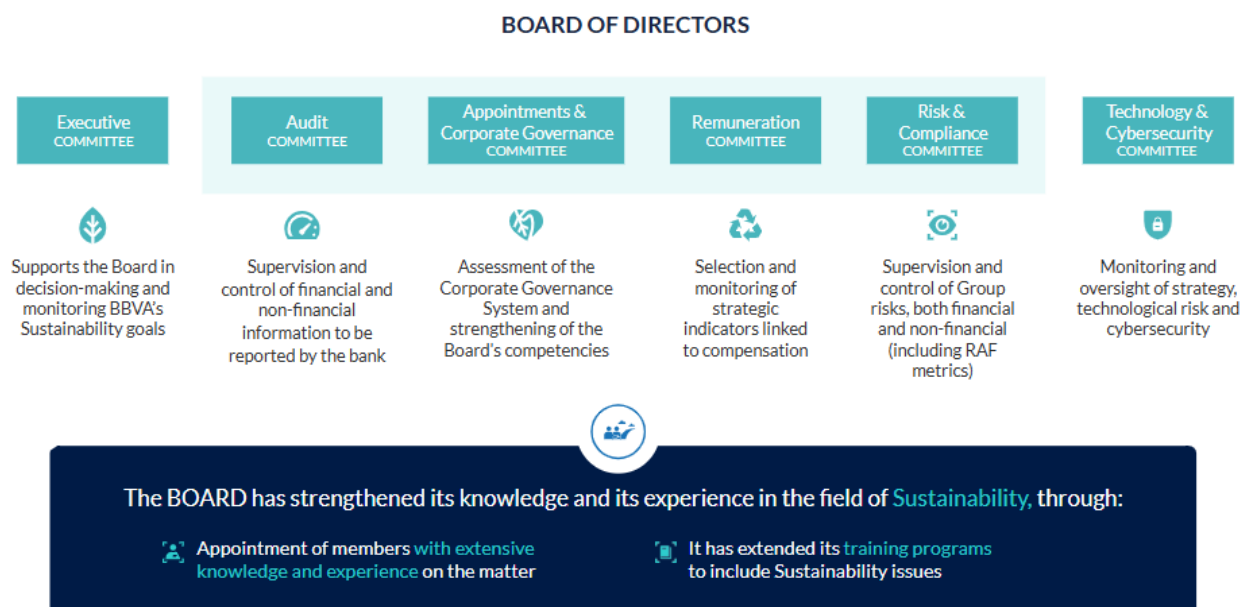 BOARD OF DIRECTORS
Executive
COMMITTEE
Audit
COMMITTEE
Appointments &
Corporate Governance
COMMITTEE
Remuneration
COMMITTEE
Risk &
Compliance
COMMITTEE
Technology &
Cybersecurity
COMMITTEE
Supports the Board in
decision-making and
monitoring BBVA's
Sustainability goals
Supervision and
control of financial and
non-financial
information to be
reported by the bank
Assessment of the
Corporate Governance
System and
strengthening of the
Board's competencies
Selection and
monitoring of
strategic
indicators linked
to compensation
Supervision and
control of Group
risks, both financial
and non-financial
(including RAF
metrics)
Monitoring and
oversight of strategy,
technological risk and
cybersecurity
The BOARD has strengthened its knowledge and its experience in the field of Sustainability, through:
Appointment of members with extensive
knowledge and experience on the matter
It has extended its training programs
to include Sustainability issues